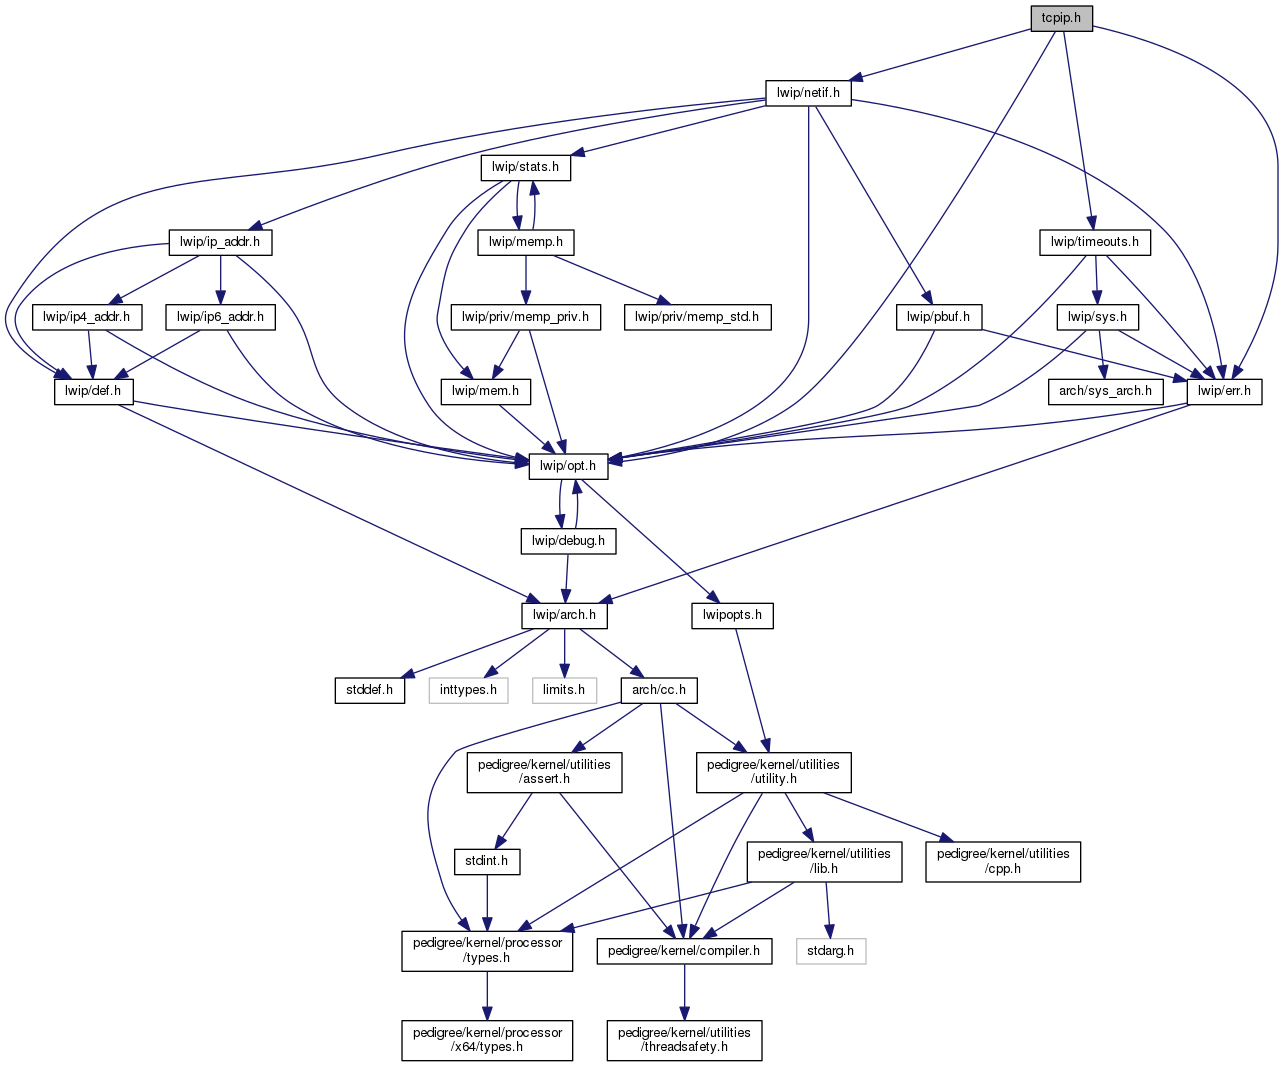 tcpip.h
lwip/netif.h
lwip/stats.h
lwip/ip_addr.h
lwip/memp.h
lwip/timeouts.h
lwip/ip4_addr.h
lwip/ip6_addr.h
lwip/priv/memp_priv.h
lwip/priv/memp_std.h
lwip/pbuf.h
lwip/sys.h
lwip/def.h
lwip/mem.h
arch/sys_arch.h
lwip/err.h
lwip/opt.h
lwip/debug.h
lwip/arch.h
lwipopts.h
stddef.h
inttypes.h
limits.h
arch/cc.h
pedigree/kernel/utilities
/assert.h
pedigree/kernel/utilities
/utility.h
stdint.h
pedigree/kernel/utilities
/lib.h
pedigree/kernel/utilities
/cpp.h
pedigree/kernel/processor
/types.h
pedigree/kernel/compiler.h
stdarg.h
pedigree/kernel/processor
/x64/types.h
pedigree/kernel/utilities
/threadsafety.h